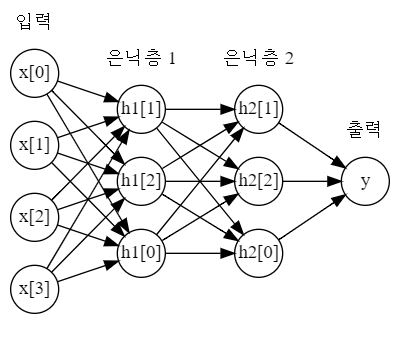 입력
x[0]
x[1]
x[2]
x[3]
은닉층 1
h1[1]
h1[2]
h1[0]
은닉층 2
h2[1]
h2[2]
h2[0]
출력
y